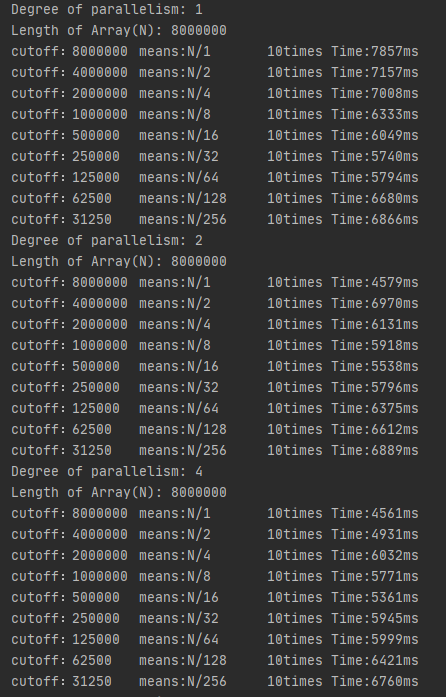 Degree of parallelism: 1
Length of Array(N): 8000000
cutoff：8000000 means:N/1 10times Time:7857ms
cutoff：4000000 means:N/2 10times Time:7157ms
cutoff：2000000 means:N/4 10times Time:7008ms
cutoff：1000000 means:N/8 10times Time:6333ms
cutoff：500000 means:N/16 10times Time:6049ms
cutoff：250000 means:N/32 10times Time:5740ms
cutoff：125000 means:N/64 10times Time:5794ms
cutoff：62500 means:N/128 10times Time:6680ms
cutoff：31250 means:N/256 10times Time:6866ms
Degree of parallelism: 2
Length of Array(N): 8000000
cutoff：8000000 means:N/1 10times Time:4579ms
cutoff：4000000 means:N/2 10times Time:6970ms
cutoff：2000000 means:N/4 10times Time:6131ms
cutoff：1000000 means:N/8 10times Time:5918ms
cutoff：500000 means:N/16 10times Time:5538ms
cutoff：250000 means:N/32 10times Time:5796ms
cutoff：125000 means:N/64 10times Time:6375ms
cutoff：62500 means:N/128 10times Time:6612ms
cutoff：31250 means:N/256 10times Time:6889ms
Degree of parallelism: 4
Length of Array(N): 8000000
cutoff：8000000 means:N/1 10times Time:4561ms
cutoff：4000000 means:N/2 10times Time:4931ms
cutoff：2000000 means:N/4 10times Time:6032ms
cutoff：1000000 means:N/8 10times Time:5771ms
cutoff：500000 means:N/16 10times Time:5361ms
cutoff：250000 means:N/32 10times Time:5945ms
cutoff：125000 means:N/64 10times Time:5999ms
cutoff：62500 means:N/128 10times Time:6421ms
cutoff：31250 means:N/256 10times Time:6760ms